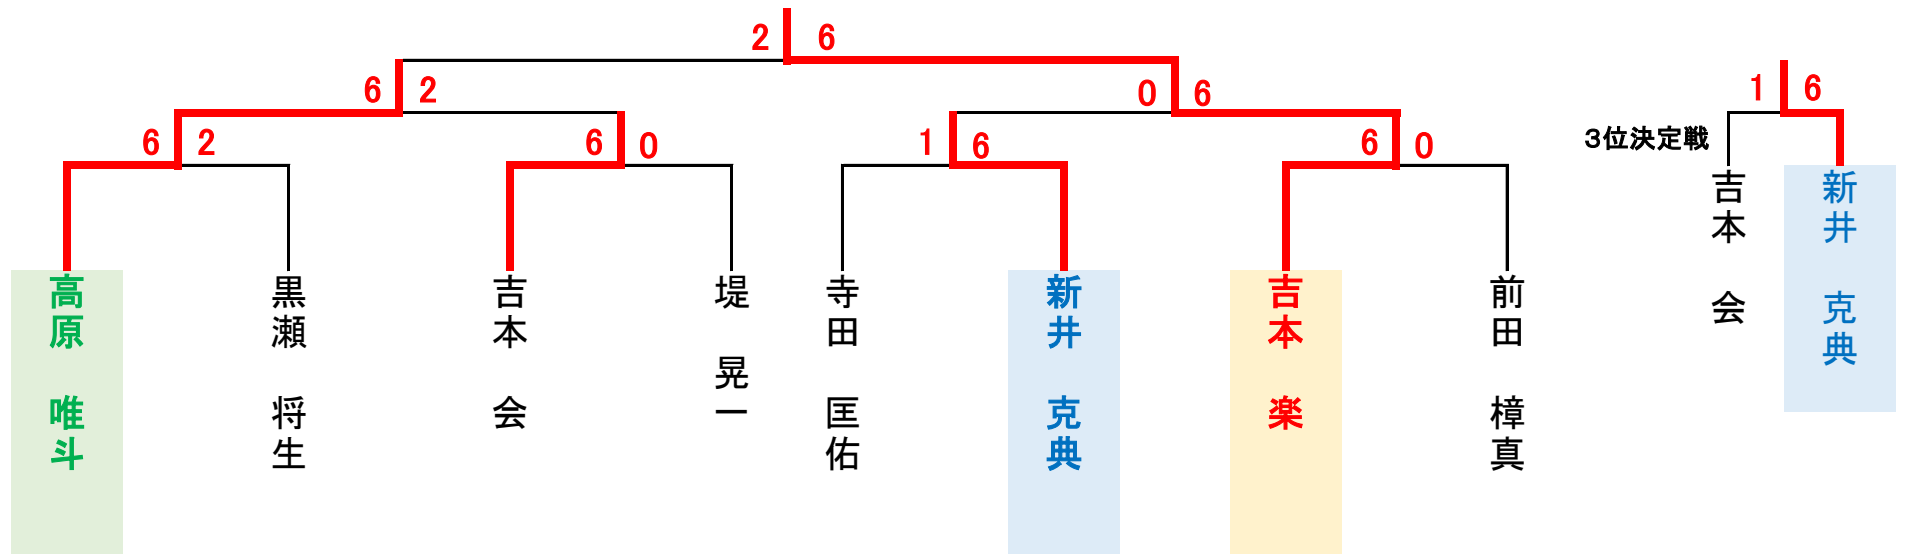 2 6
6 2
0 6
1 6
6 2
6 0
1 6
6 0
3位決定戦
高原 唯斗
黒瀬 将生
吉本 会
堤 晃一
寺田 匡佑
新井 克典
吉本 楽
前田 樟真
吉本 会
新井 克典